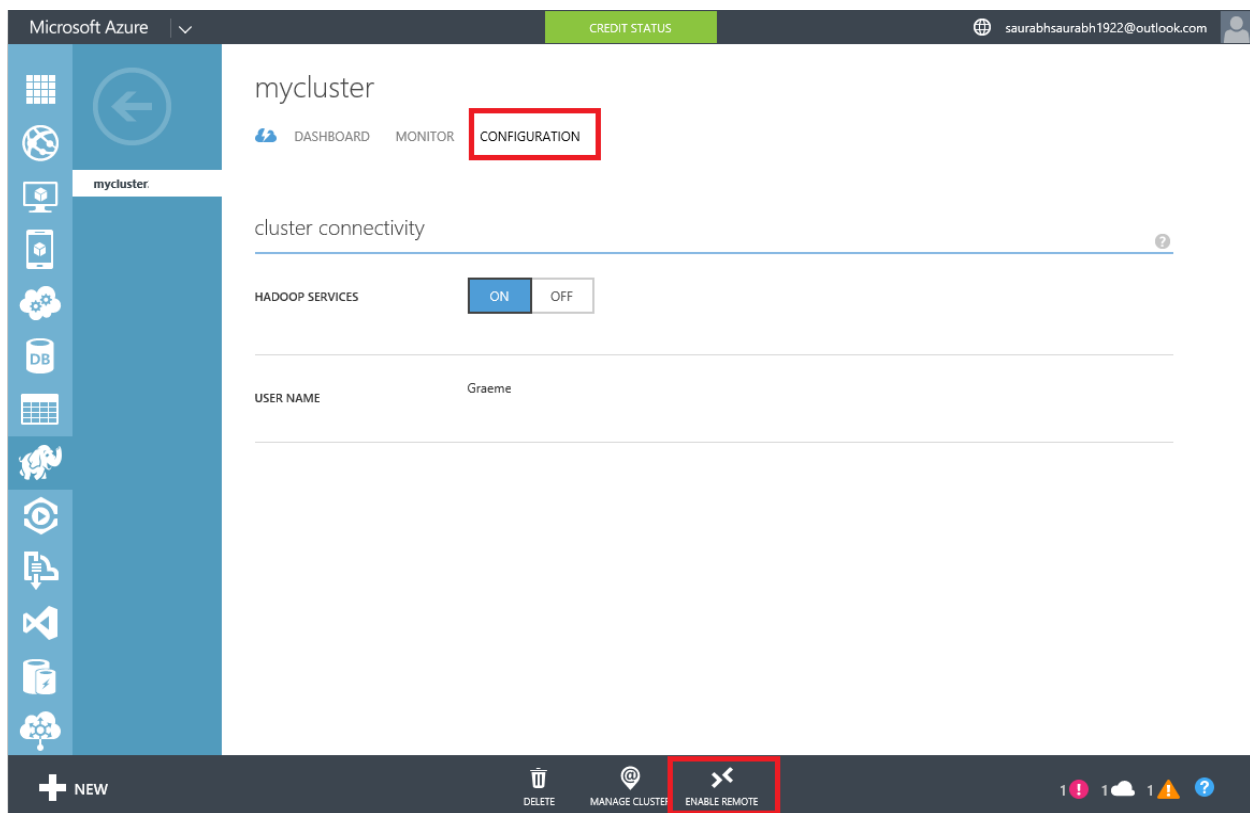 Microsoft Azure CREDIT STATUS saurabhsaurabh1922@outlook.com
mycluster
DASHBOARD MONITOR CONFIGURATION
mycluster
cluster connectivity
?
HADOOP SERVICES ON OFF
USER NAME Graeme
DB
NEW DELETE MANAGE CLUSTER ENABLE REMOTE 1 ! 1 1 ! ?